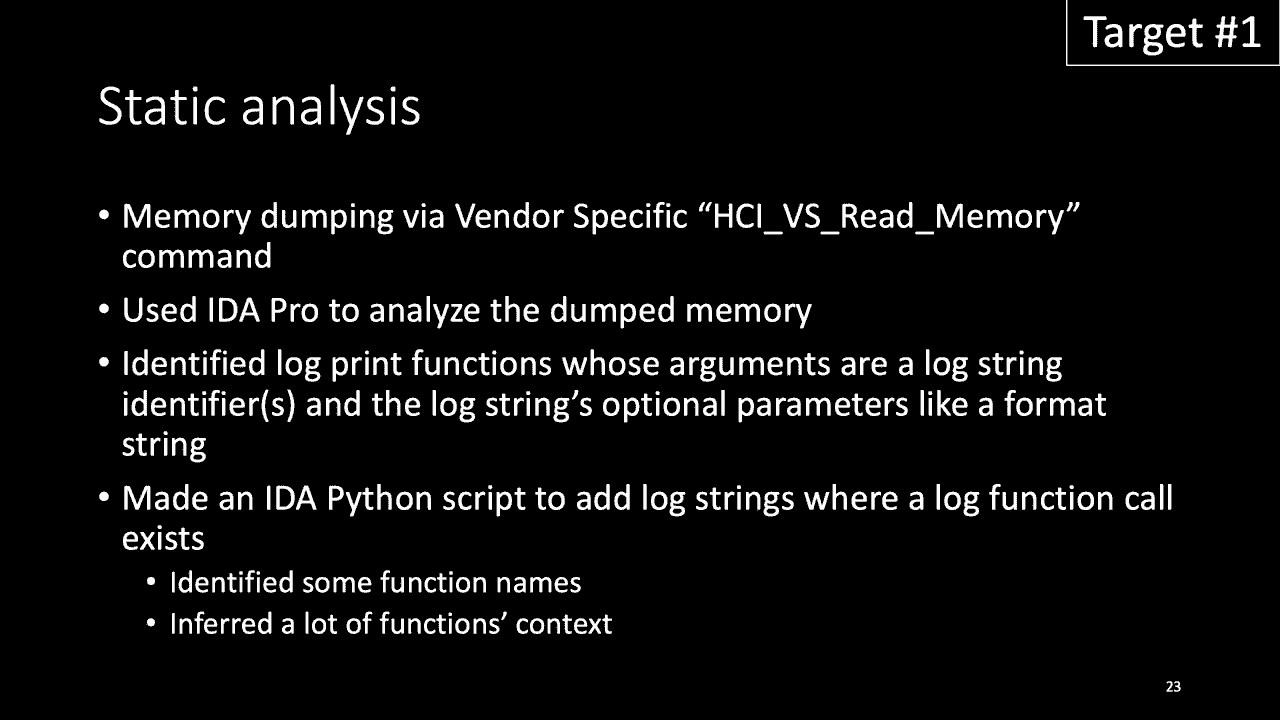 Target #1
Static analysis
• Memory dumping via Vendor Specific “HCI_VS_Read_Memory”
command
• Used IDA Pro to analyze the dumped memory
• Identified log print functions whose arguments are a log string
identifier(s) and the log string’s optional parameters like a format
string
• Made an IDA Python script to add log strings where a log function call
exists
• Identified some function names
• Inferred a lot of functions’ context
23